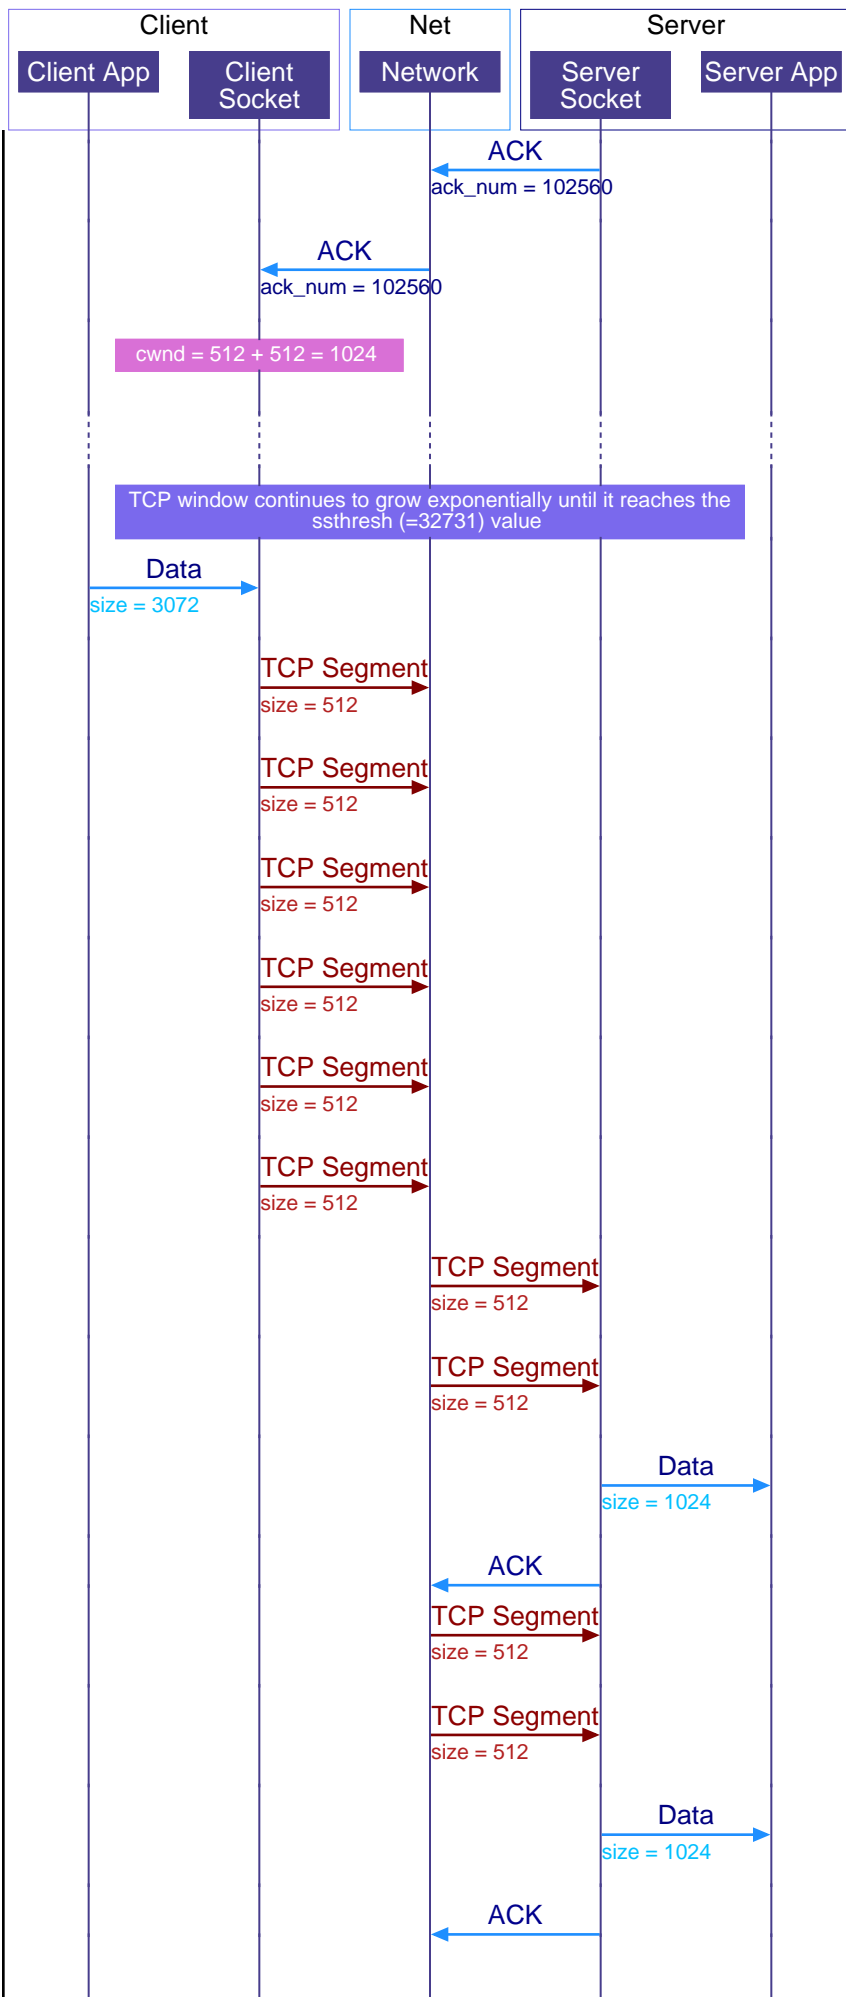 Client
Net
Server
Client App
Client
Socket
Network
Server
Socket
Server App
ACK
ack_num = 102560
ACK
ack_num = 102560
cwnd = 512 + 512 = 1024
TCP window continues to grow exponentially until it reaches the
ssthresh (=32731) value
Data
size = 3072
TCP Segment
size = 512
TCP Segment
size = 512
TCP Segment
size = 512
TCP Segment
size = 512
TCP Segment
size = 512
TCP Segment
size = 512
TCP Segment
size = 512
TCP Segment
size = 512
Data
size = 1024
ACK
TCP Segment
size = 512
TCP Segment
size = 512
Data
size = 1024
ACK